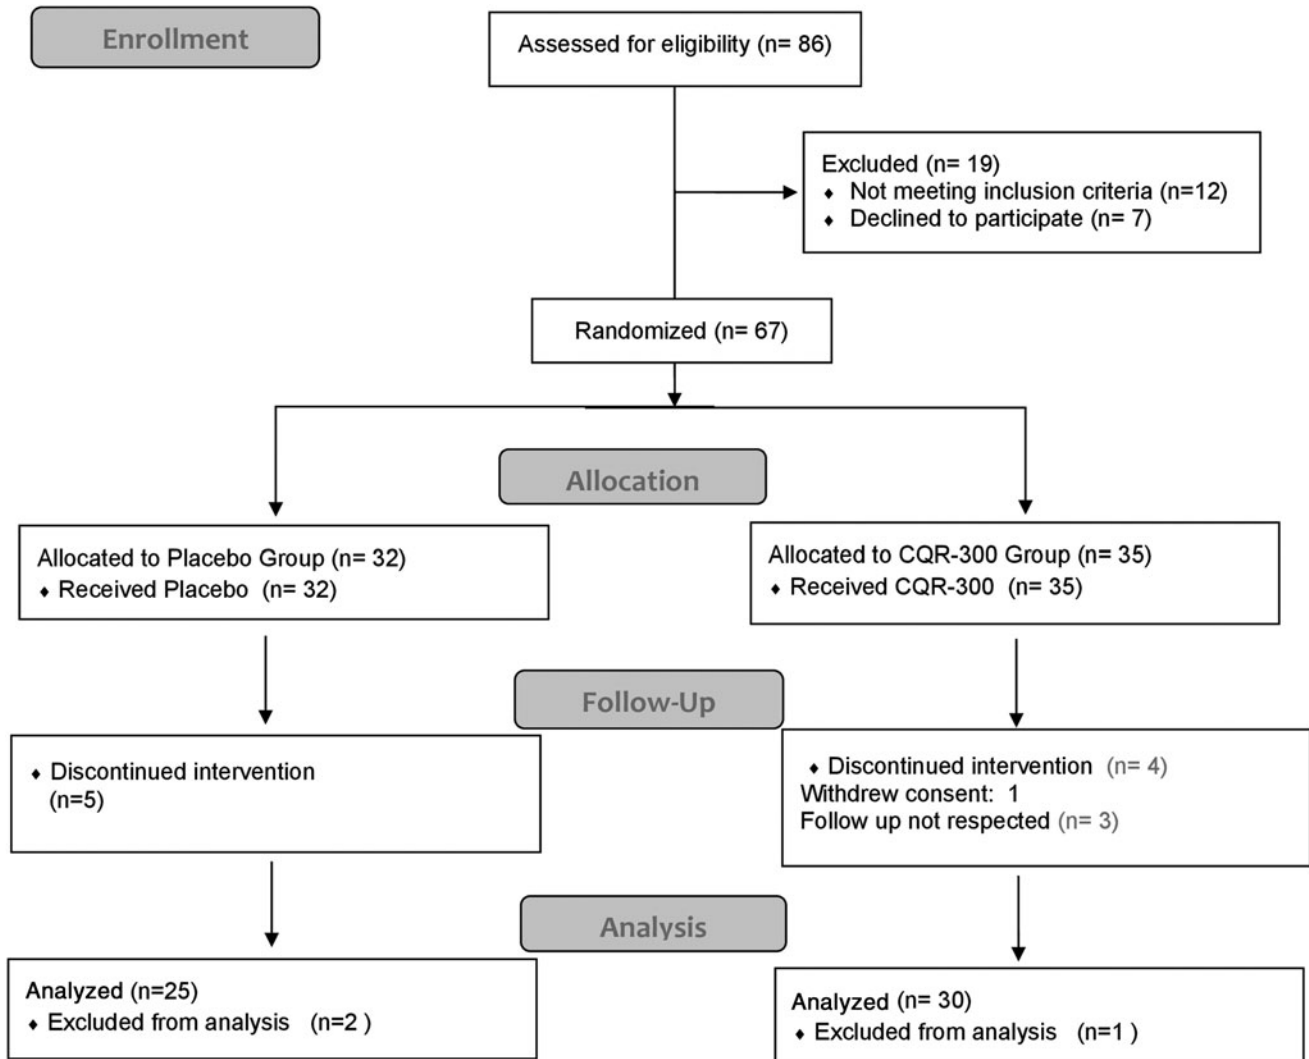 Enrollment
Assessed for eligibility (n= 86)
Excluded (n= 19)
♦ Not meeting inclusion criteria (n=12)
♦ Declined to participate (n= 7)
Randomized (n= 67)
Allocation
Allocated to Placebo Group (n= 32)
♦ Received Placebo (n= 32)
Allocated to CQR-300 Group (n= 35)
♦ Received CQR-300 (n= 35)
Follow-Up
♦ Discontinued intervention
(n=5)
♦ Discontinued intervention (n= 4)
Withdrew consent: 1
Follow up not respected (n= 3)
Analysis
Analyzed (n=25)
♦ Excluded from analysis (n=2 )
Analyzed (n= 30)
♦ Excluded from analysis (n=1 )